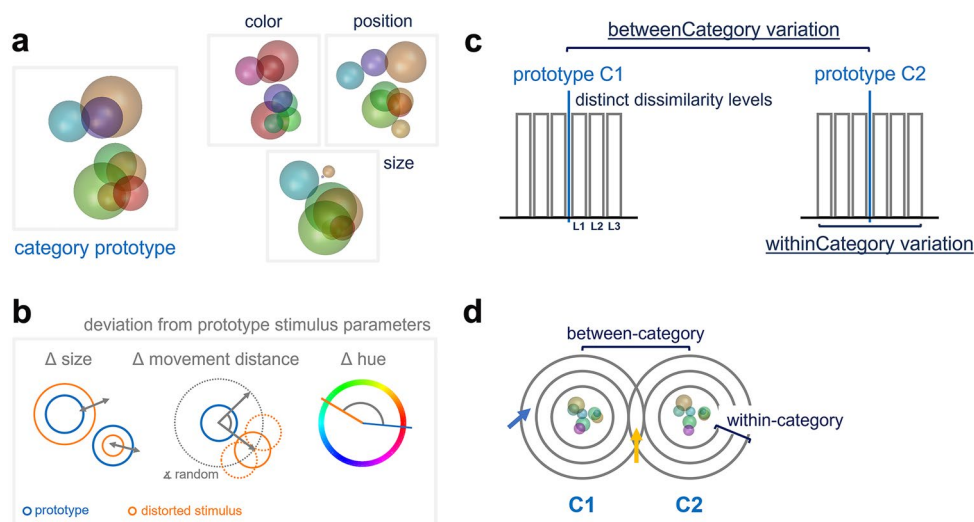 a
color
position
size
category prototype
b
deviation from prototype stimulus parameters
Δ size
Δ movement distance
Δ hue
∡ random
prototype
distorted stimulus
c
betweenCategory variation
prototype C1
prototype C2
distinct dissimilarity levels
L1 L2 L3
withinCategory variation
d
between-category
within-category
C1
C2